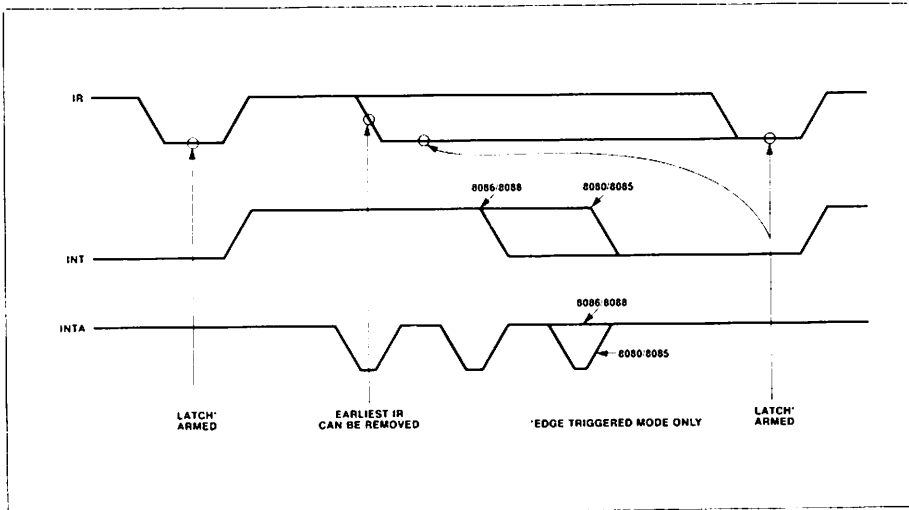 IR
8086/8088
8080/8085
INT
8086/8088
INTA
8080/8085
LATCH*
ARMED
EARLIEST IR
CAN BE REMOVED
*EDGE TRIGGERED MODE ONLY
LATCH*
ARMED